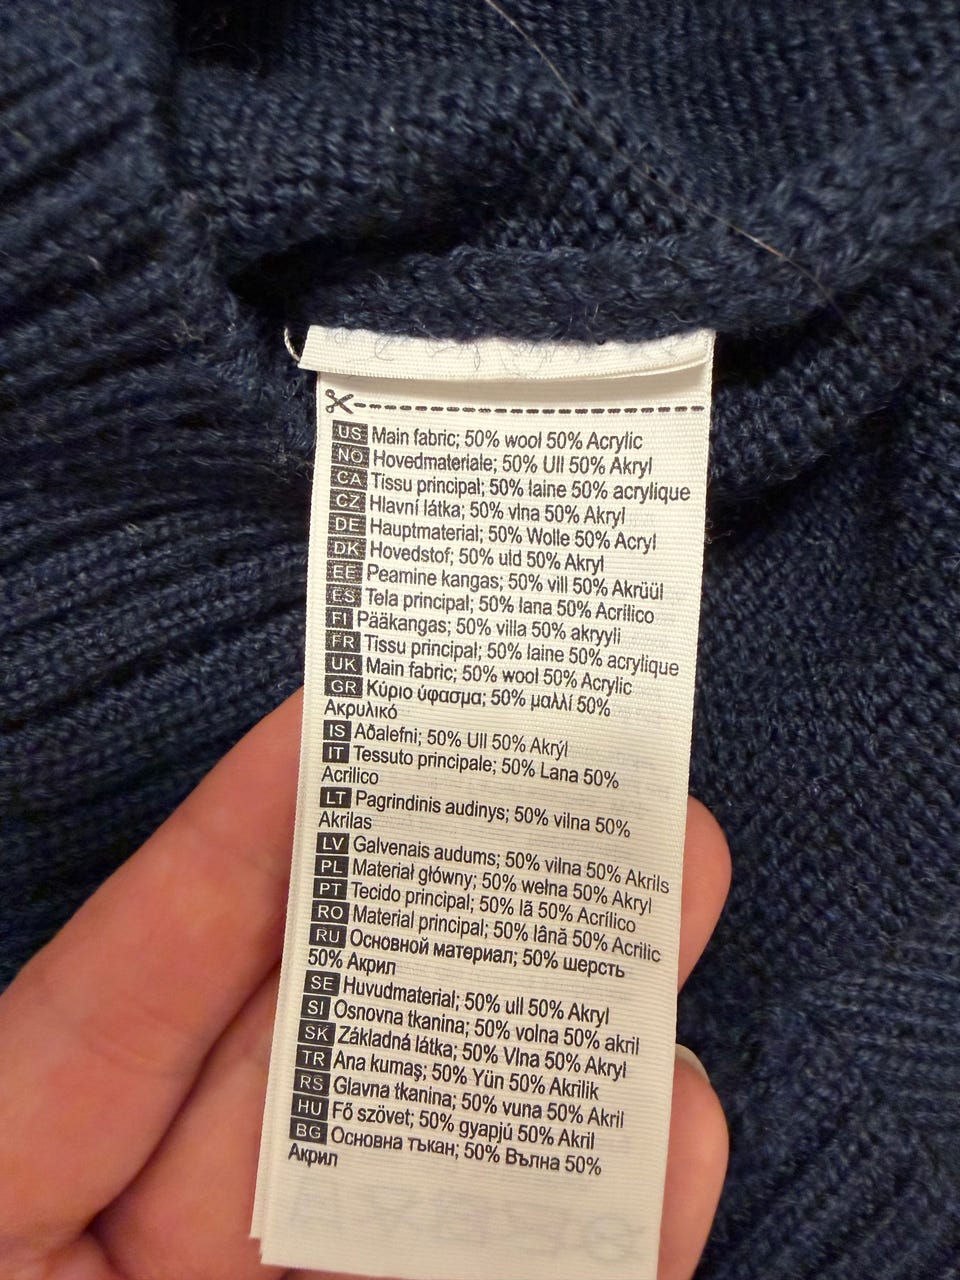 US Main fabric; 50% wool 50% Acrylic
NO Hovedmateriale; 50% Ull 50% Akryl
CA Tissu principal; 50% laine 50% acrylique
CZ Hlavní látka; 50% vlna 50% Akryl
DE Hauptmaterial; 50% Wolle 50% Acryl
DK Hovedstof; 50% uld 50% Akryl
EE Peamine kangas; 50% vill 50% Akrüül
ES Tela principal; 50% lana 50% Acrilico
FI Pääkangas; 50% villa 50% akryyli
FR Tissu principal; 50% laine 50% acrylique
UK Main fabric; 50% wool 50% Acrylic
GR Κύριο ύφασμα; 50% μαλλί 50%
Ακρυλικό
IS Aðalefni; 50% Ull 50% Akrýl
IT Tessuto principale; 50% Lana 50%
Acrilico
LT Pagrindinis audinys; 50% vilna 50%
Akrilas
LV Galvenais audums; 50% vilna 50% Akrils
PL Materiał główny; 50% wełna 50% Akryl
PT Tecido principal; 50% lã 50% Acrílico
RO Material principal; 50% lână 50% Acrilic
RU Основной материал; 50% шерсть
50% Акрил
SE Huvudmaterial; 50% ull 50% Akryl
SI Osnovna tkanina; 50% volna 50% akril
SK Základná látka; 50% Vlna 50% Akryl
TR Ana kumaş; 50% Yün 50% Akrilik
RS Glavna tkanina; 50% vuna 50% Akril
HU Fő szövet; 50% gyapjú 50% Akril
BG Основна тъкан; 50% Вълна 50%
Акрил